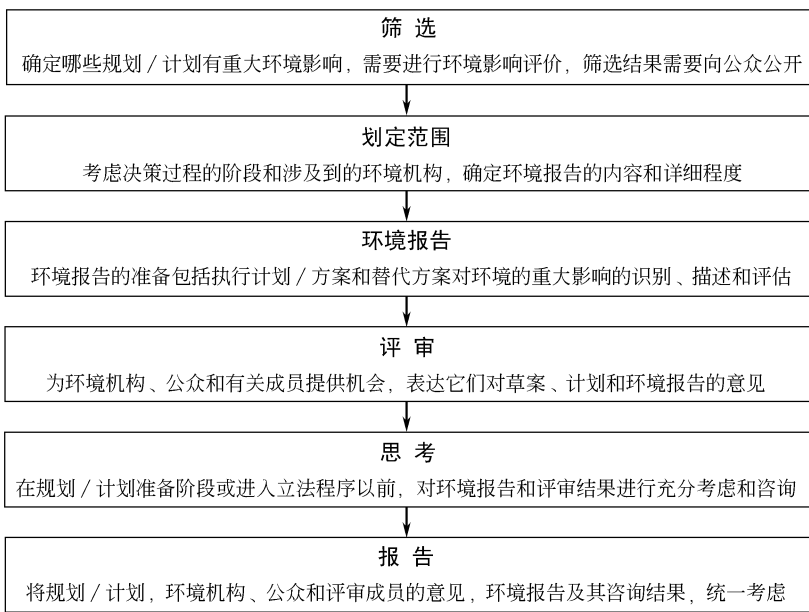 筛 选
确定哪些规划/计划有重大环境影响，需要进行环境影响评价，筛选结果需要向公众公开
划定范围
考虑决策过程的阶段和涉及到的环境机构，确定环境报告的内容和详细程度
环境报告
环境报告的准备包括执行计划/方案和替代方案对环境的重大影响的识别、描述和评估
评 审
为环境机构、公众和有关成员提供机会，表达它们对草案、计划和环境报告的意见
思 考
在规划/计划准备阶段或进入立法程序以前，对环境报告和评审结果进行充分考虑和咨询
报 告
将规划/计划，环境机构、公众和评审成员的意见，环境报告及其咨询结果，统一考虑